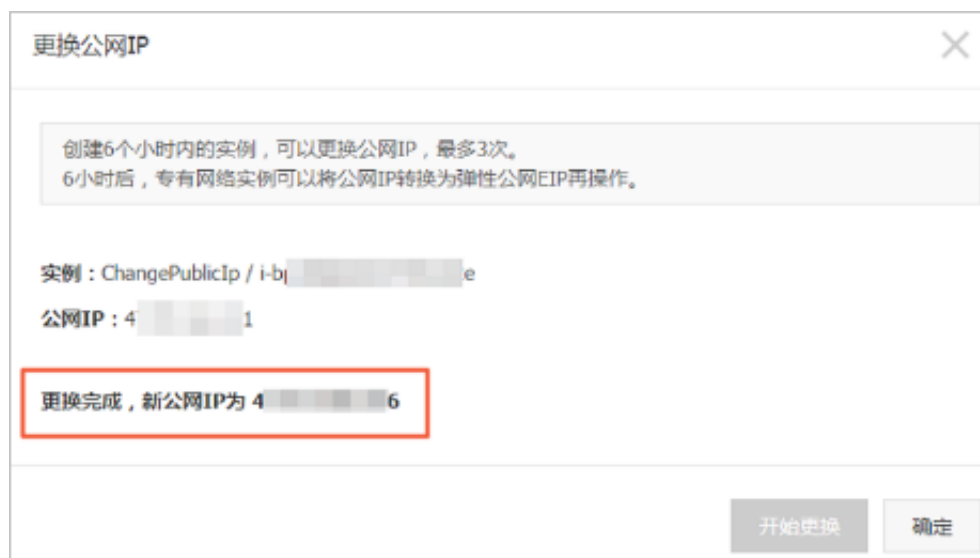 更换公网IP
创建6个小时内的实例，可以更换公网IP，最多3次。
6小时后，专有网络实例可以将公网IP转换为弹性公网EIP再操作。
实例：ChangePublicIp / i-bp e
公网IP：4 1
更换完成，新公网IP为 4 6
开始更换
确定